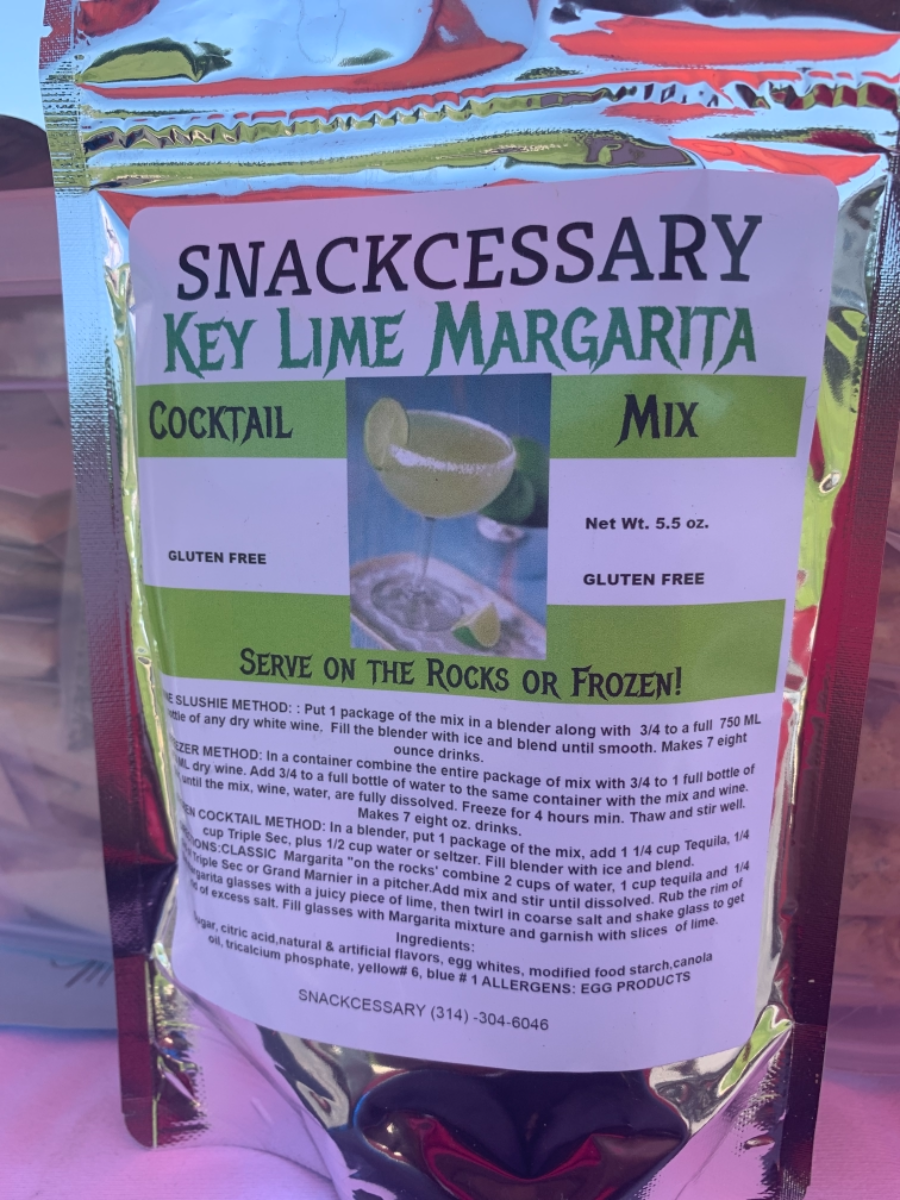 SNACKCESSARY
KEY LIME MARGARITA
COCKTAIL MIX
Net Wt. 5.5 oz.
GLUTEN FREE
GLUTEN FREE
SERVE ON THE ROCKS OR FROZEN!
SLUSHIE METHOD: : Put 1 package of the mix in a blender along with 3/4 to a full 750 ML
of any dry white wine. Fill the blender with ice and blend until smooth. Makes 7 eight
ounce drinks.
METHOD: In a container combine the entire package of mix with 3/4 to 1 full bottle of
ML dry wine. Add 3/4 to a full bottle of water to the same container with the mix and wine.
until the mix, wine, water, are fully dissolved. Freeze for 4 hours min. Thaw and stir well.
Makes 7 eight oz. drinks.
COCKTAIL METHOD: In a blender, put 1 package of the mix, add 1 1/4 cup Tequila, 1/4
cup Triple Sec, plus 1/2 cup water or seltzer. Fill blender with ice and blend.
CLASSIC Margarita "on the rocks' combine 2 cups of water, 1 cup tequila and 1/4
Triple Sec or Grand Marnier in a pitcher.Add mix and stir until dissolved. Rub the rim of
glasses with a juicy piece of lime, then twirl in coarse salt and shake glass to get
of excess salt. Fill glasses with Margarita mixture and garnish with slices of lime.
Ingredients:
citric acid,natural & artificial flavors, egg whites, modified food starch,canola
oil, tricalcium phosphate, yellow# 6, blue # 1 ALLERGENS: EGG PRODUCTS
SNACKCESSARY (314) -304-6046